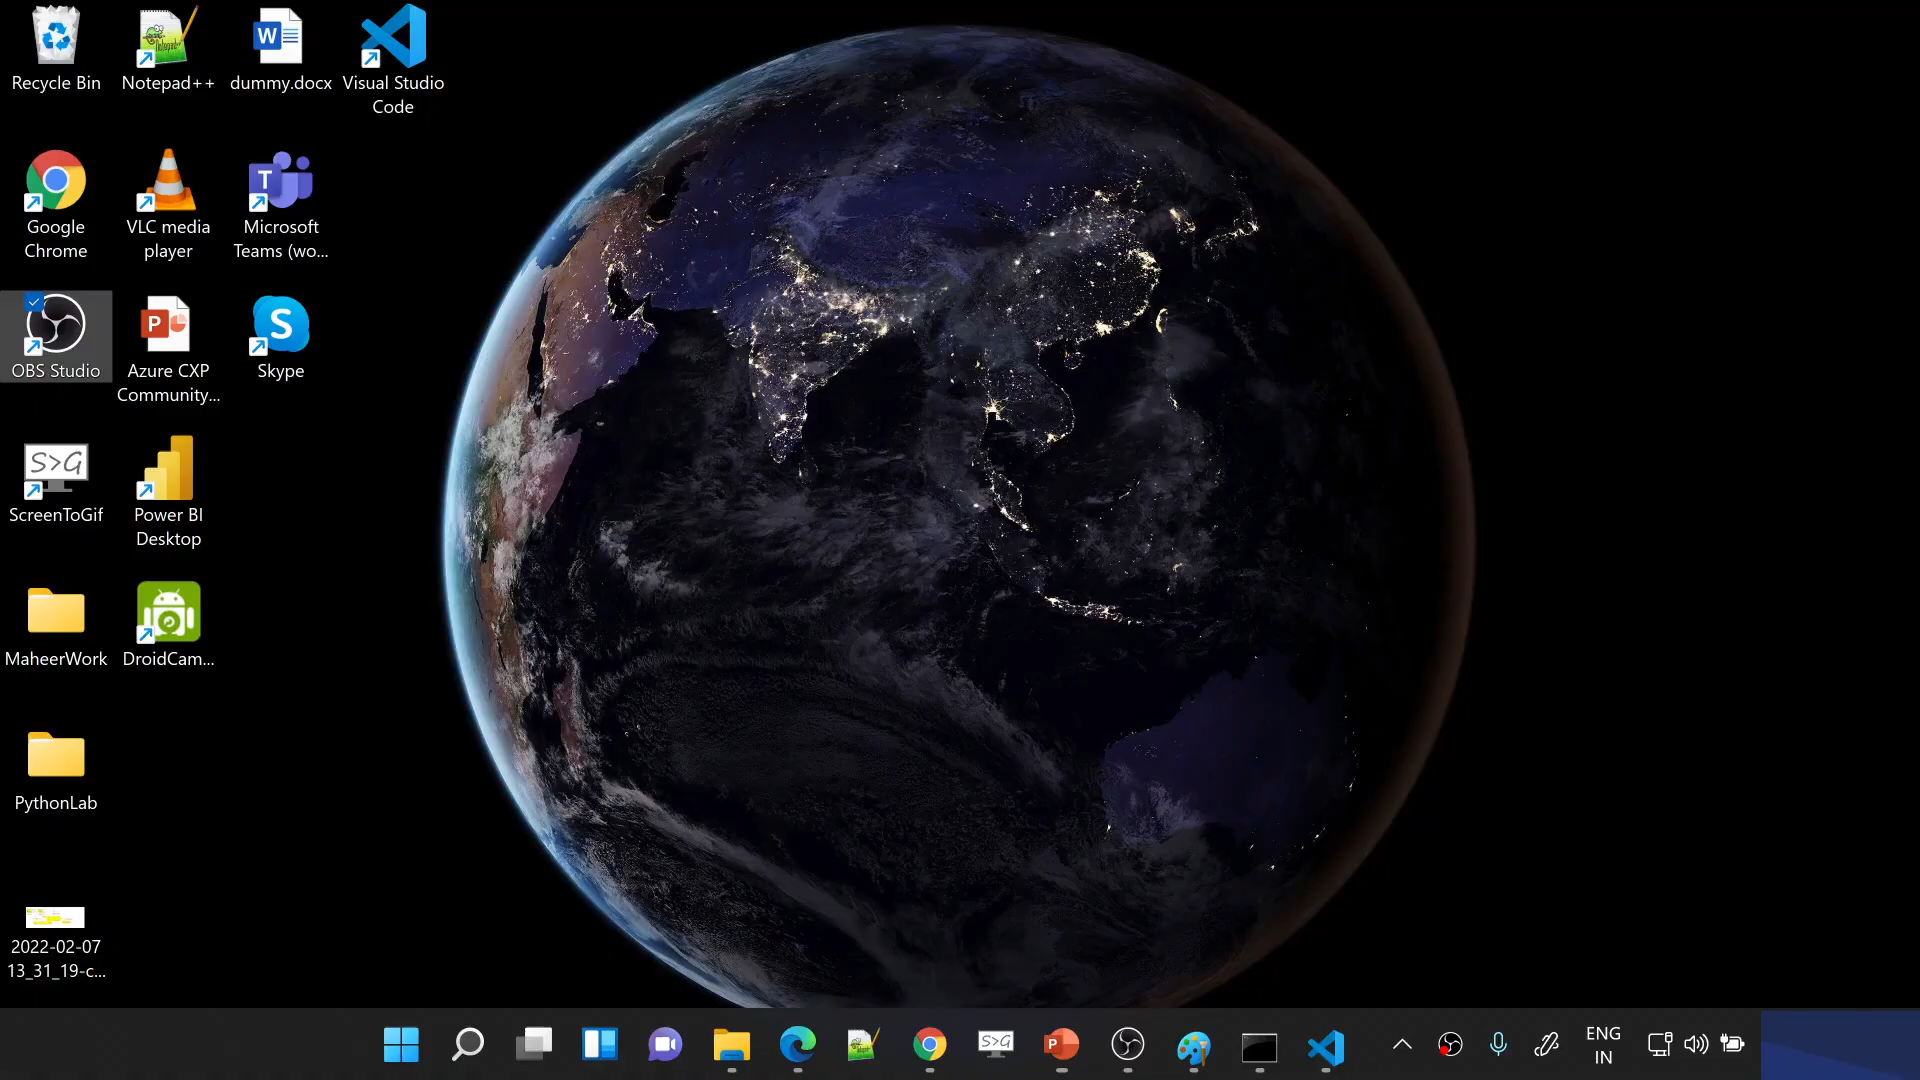 Recycle Bin
Notepad++
dummy.docx
Visual Studio
Code
Google
Chrome
VLC media
player
T
Microsoft
Teams (wo...
OBS Studio
P
Azure CXP
Community...
S
Skype
S>G
ScreenToGif
Power BI
Desktop
MaheerWork
DroidCam...
PythonLab
2022-02-07
13_31_19-c...
S>G
P
ENG
IN
W